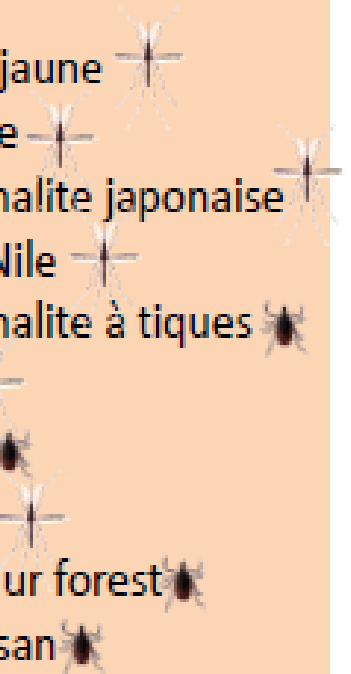 jaune
e
nalite japonaise
Nile
nalite à tiques
ur forest
san